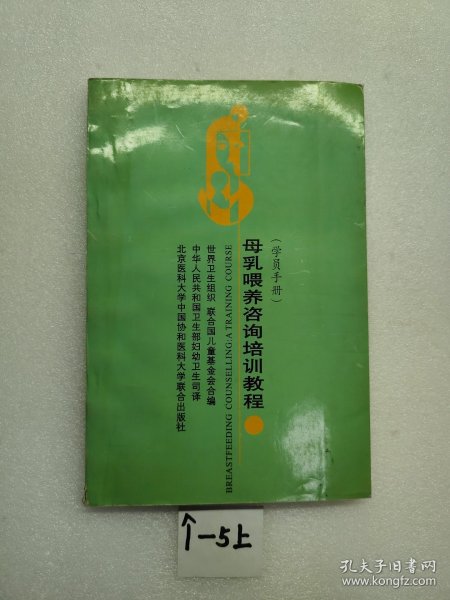 （学员手册）
母乳喂养咨询培训教程
BREASTFEEDING COUNSELLING:A TRAINING COURSE
世界卫生组织 联合国儿童基金会合编
中华人民共和国卫生部妇幼卫生司译
北京医科大学中国协和医科大学联合出版社
个-5上
孔夫子旧书网
www.kongfz.com